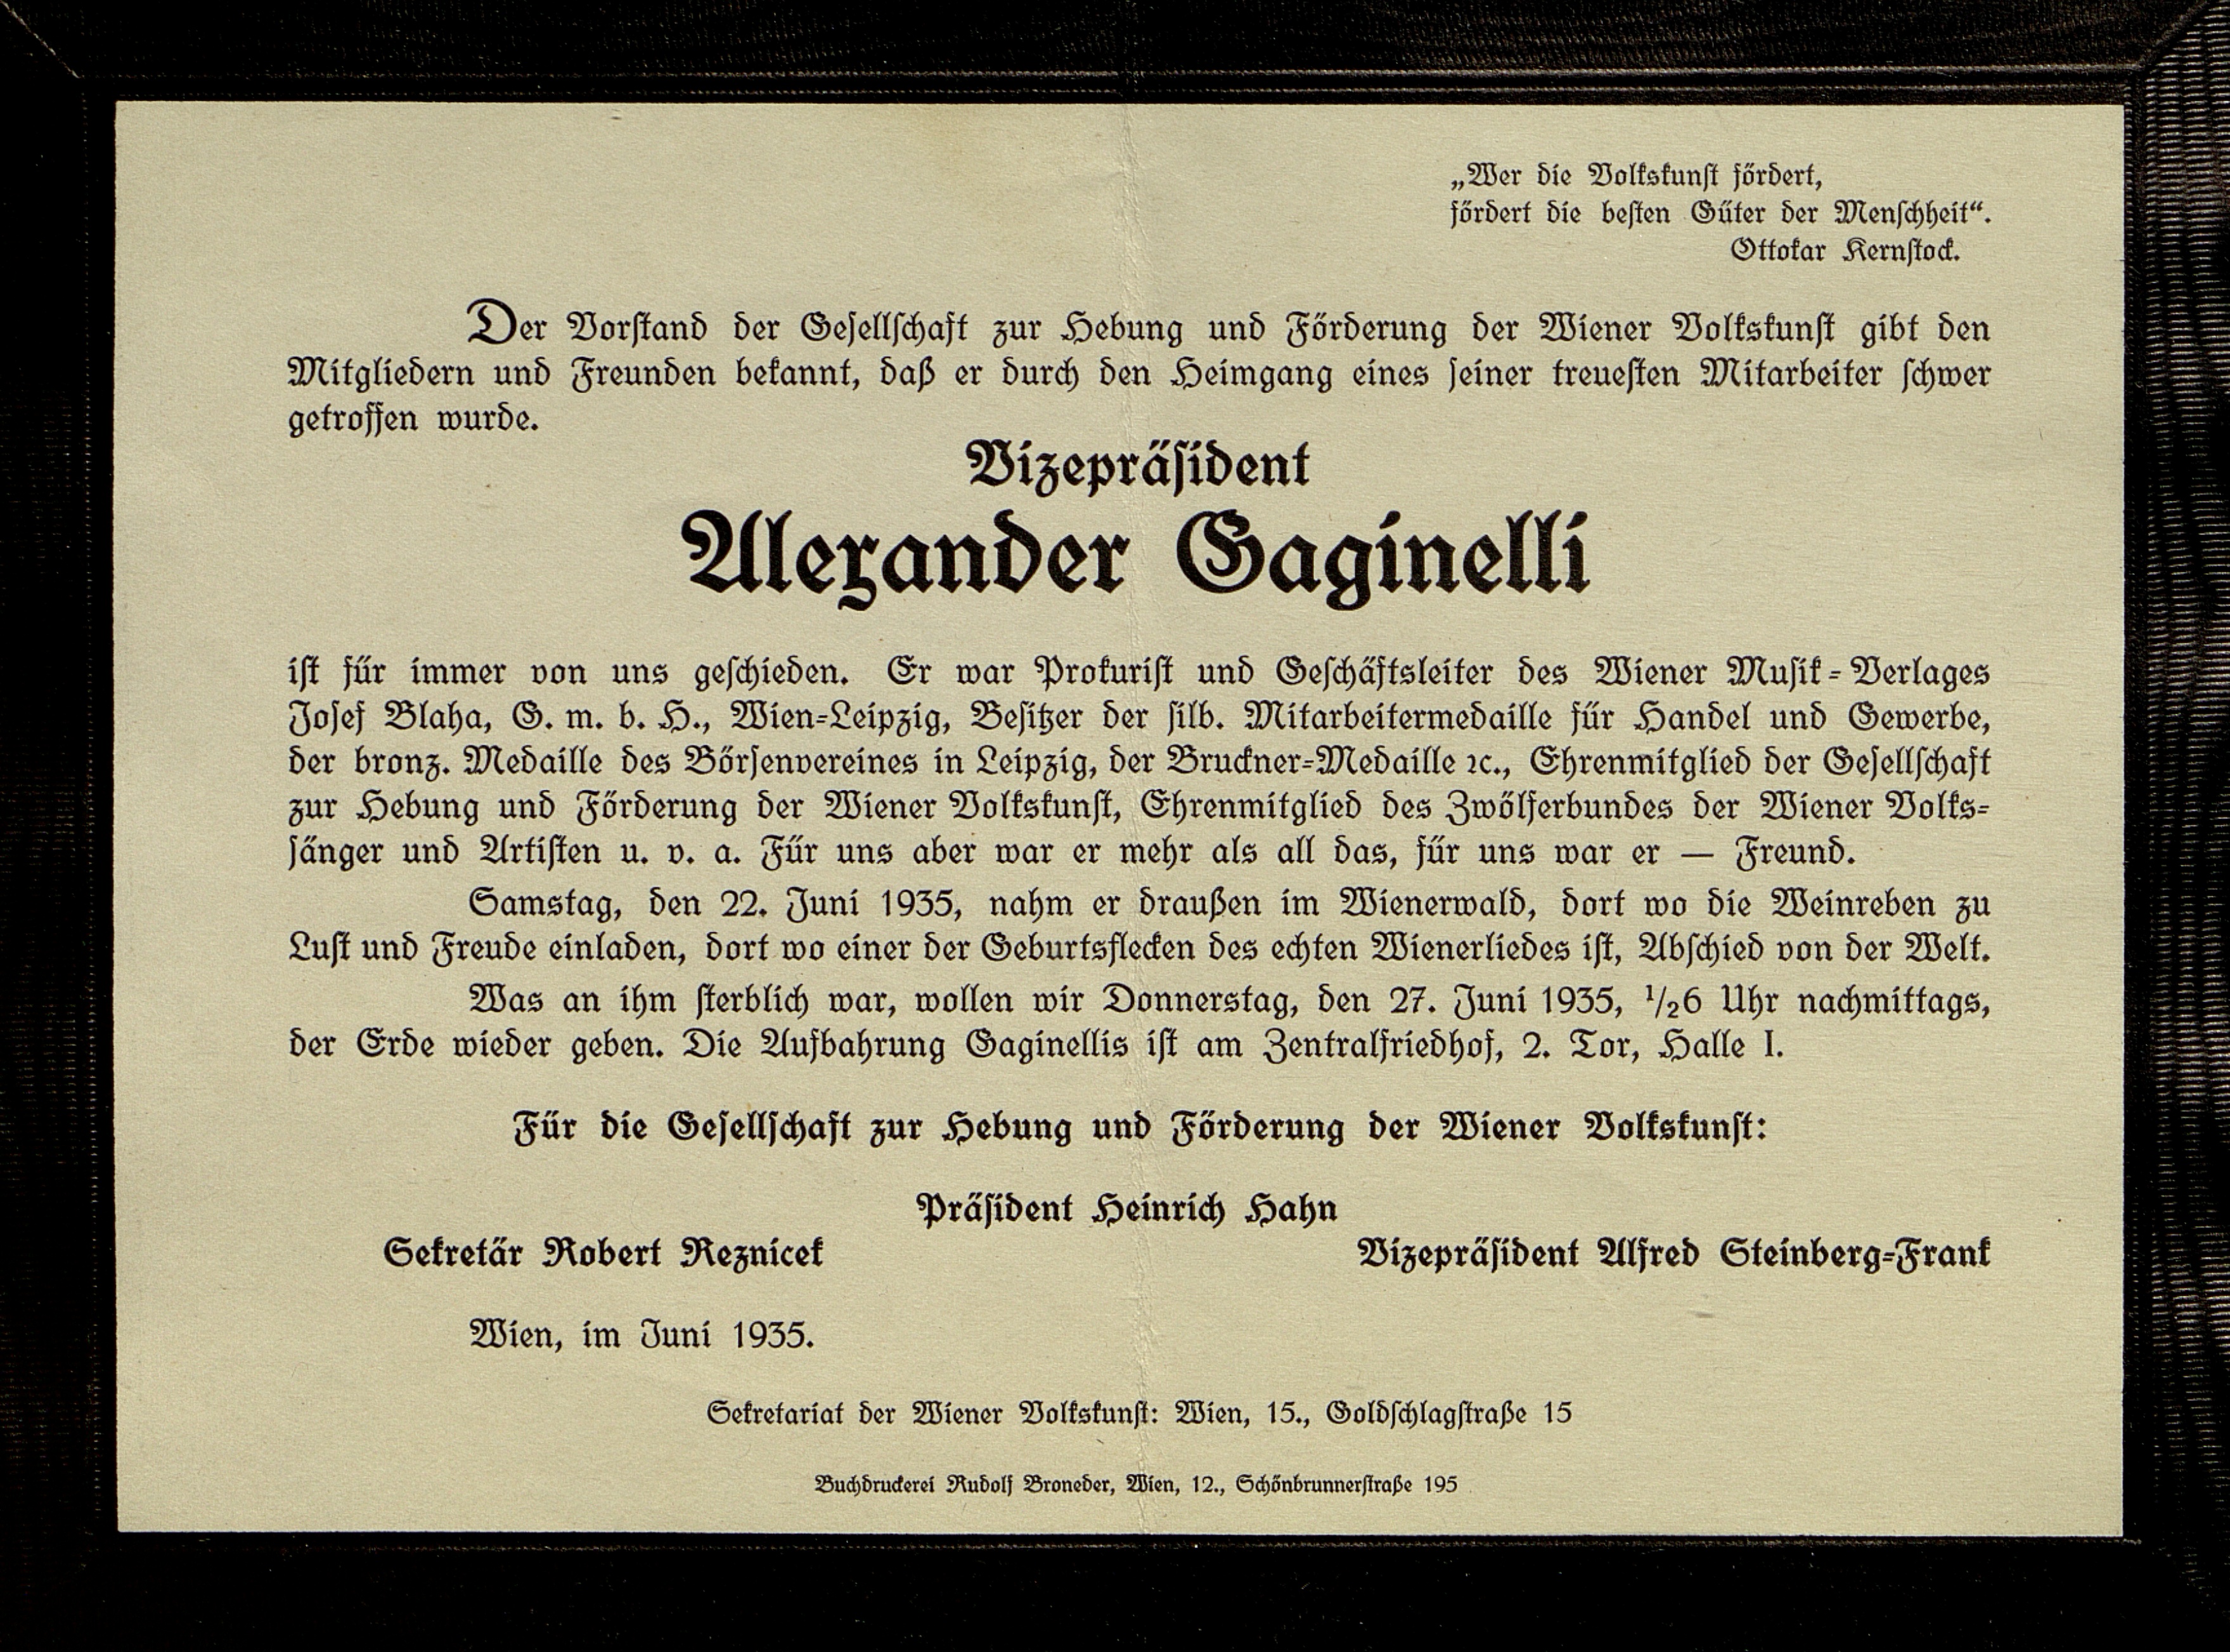 „Wer die Volkskunst fördert,
fördert die besten Güter der Menschheit“.
Ottokar Kernstock.
Der Vorstand der Gesellschaft zur Hebung und Förderung der Wiener Volkskunst gibt den
Mitgliedern und Freunden bekannt, daß er durch den Heimgang eines seiner treuesten Mitarbeiter schwer
getroffen wurde.
Vizepräsident
Alexander Gaginelli
ist für immer von uns geschieden. Er war Prokurist und Geschäftsleiter des Wiener Musik-Verlages
Josef Blaha, G. m. b. H., Wien-Leipzig, Besitzer der silb. Mitarbeitermedaille für Handel und Gewerbe,
der bronz. Medaille des Börsenvereines in Leipzig, der Bruckner-Medaille ꝛc., Ehrenmitglied der Gesellschaft
zur Hebung und Förderung der Wiener Volkskunst, Ehrenmitglied des Zwölferbundes der Wiener Volks-
sänger und Artisten u. v. a. Für uns aber war er mehr als all das, für uns war er — Freund.
Samstag, den 22. Juni 1935, nahm er draußen im Wienerwald, dort wo die Weinreben zu
Lust und Freude einladen, dort wo einer der Geburtsflecken des echten Wienerliedes ist, Abschied von der Welt.
Was an ihm sterblich war, wollen wir Donnerstag, den 27. Juni 1935, 1/26 Uhr nachmittags,
der Erde wieder geben. Die Aufbahrung Gaginellis ist am Zentralfriedhof, 2. Tor, Halle I.
Für die Gesellschaft zur Hebung und Förderung der Wiener Volkskunst:
Präsident Heinrich Hahn
Sekretär Robert Reznicek Vizepräsident Alfred Steinberg-Frank
Wien, im Juni 1935.
Sekretariat der Wiener Volkskunst: Wien, 15., Goldschlagstraße 15
Buchdruckerei Rudolf Broneder, Wien, 12., Schönbrunnerstraße 195